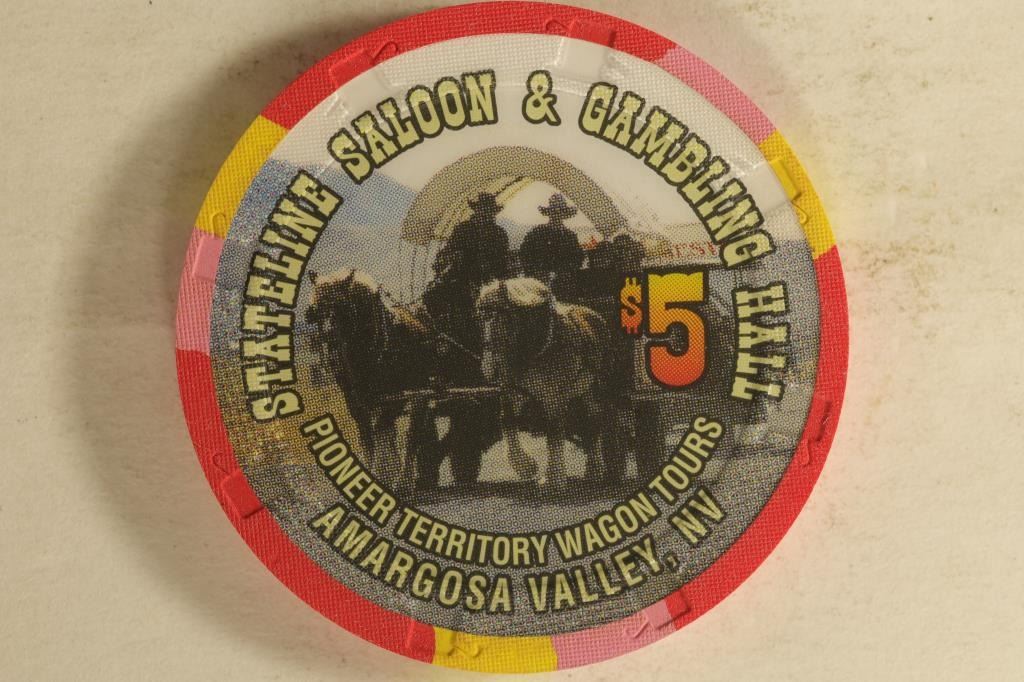 STATELINE SALOON & GAMBLING HALL
$5
PIONEER TERRITORY WAGON TOURS
AMARGOSA VALLEY, NV